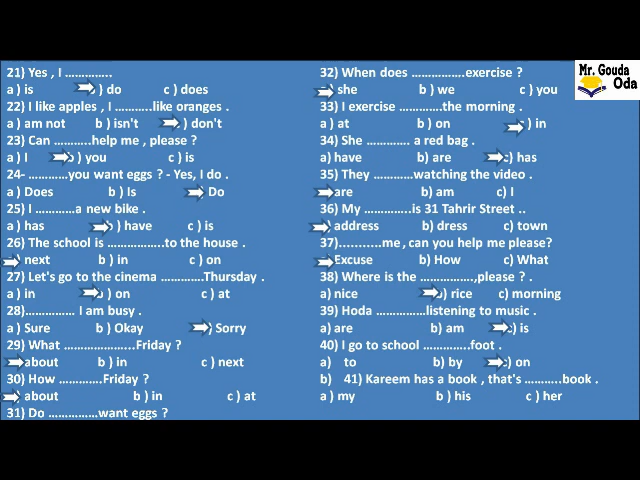 21} Yes , I ………….
a ) is ) do c ) does
22} I like apples , I ……….like oranges .
a ) am not b ) isn't ) don't
23} Can ………..help me , please ?
a ) I ) you c ) is
24- …………you want eggs ? - Yes, I do .
a ) Does b ) Is Do
25} I ………a new bike .
a ) has ) have c ) is
26} The school is ……………..to the house .
next b ) in c ) on
27} Let's go to the cinema ………….Thursday .
a ) in ) on c ) at
28}…………… I am busy .
a ) Sure b ) Okay ) Sorry
29} What …………………Friday ?
about b ) in c ) next
30} How ………….Friday ?
about b ) in c ) at
31} Do ……………want eggs ?
Mr. Gouda
Oda
32) When does …………….exercise ?
she b ) we c ) you
33) I exercise ………….the morning .
a ) at b ) on ) in
34) She …………. a red bag .
a) have b) are c) has
35) They …………watching the video .
are b) am c) I
36) My …………..is 31 Tahrir Street ..
address b) dress c) town
37)...........me , can you help me please?
Excuse b) How c) What
38) Where is the …………….,please ? .
a) nice ) rice c) morning
39) Hoda ……………listening to music .
a) are b) am ) is
40) I go to school …………..foot .
a) to b) by c) on
b) 41) Kareem has a book , that's ………..book .
a ) my b ) his c ) her